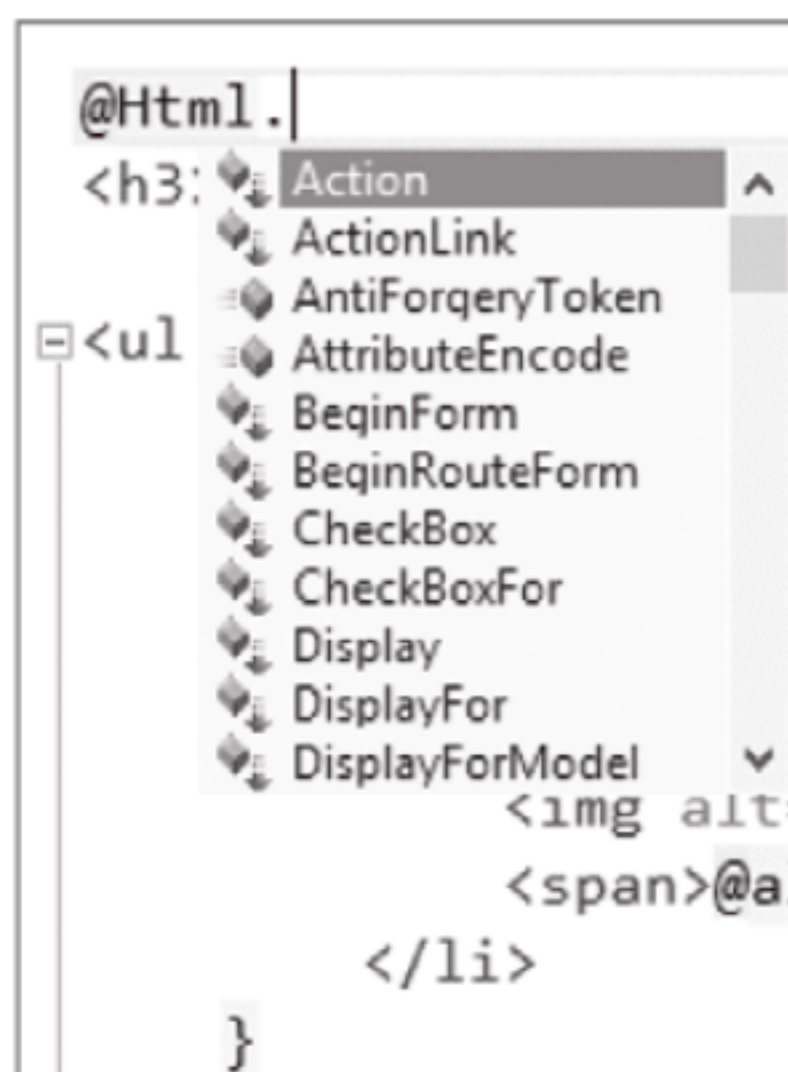 @Html.
<h3
Action
ActionLink
AntiForgeryToken
<ul
AttributeEncode
BeginForm
BeginRouteForm
CheckBox
CheckBoxFor
Display
DisplayFor
DisplayForModel
<img alt
<span>@a
</li>
}